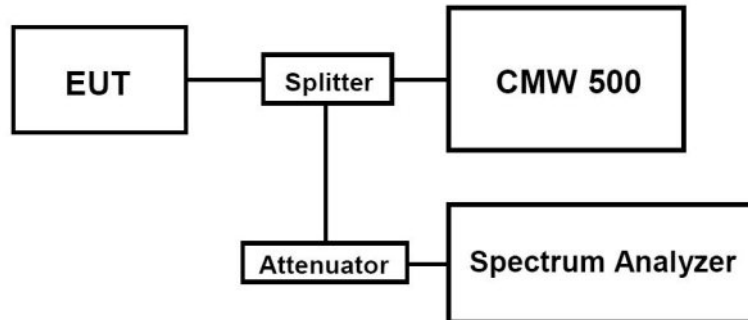 EUT
Splitter
CMW 500
Attenuator
Spectrum Analyzer